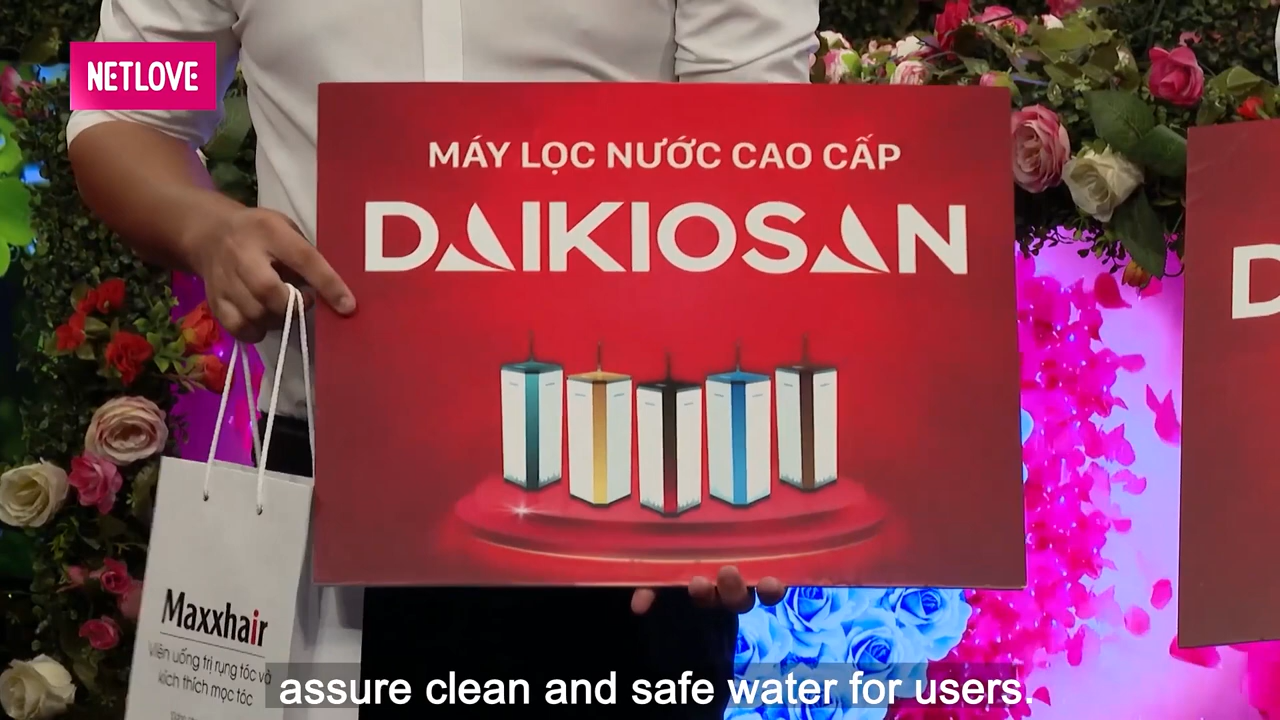 NETLOVE
MÁY LỌC NƯỚC CAO CẤP
DAIKIOSAN
D
Maxxhair
Viên uống trị rụng tóc và
kích thích mọc tóc
assure clean and safe water for users.